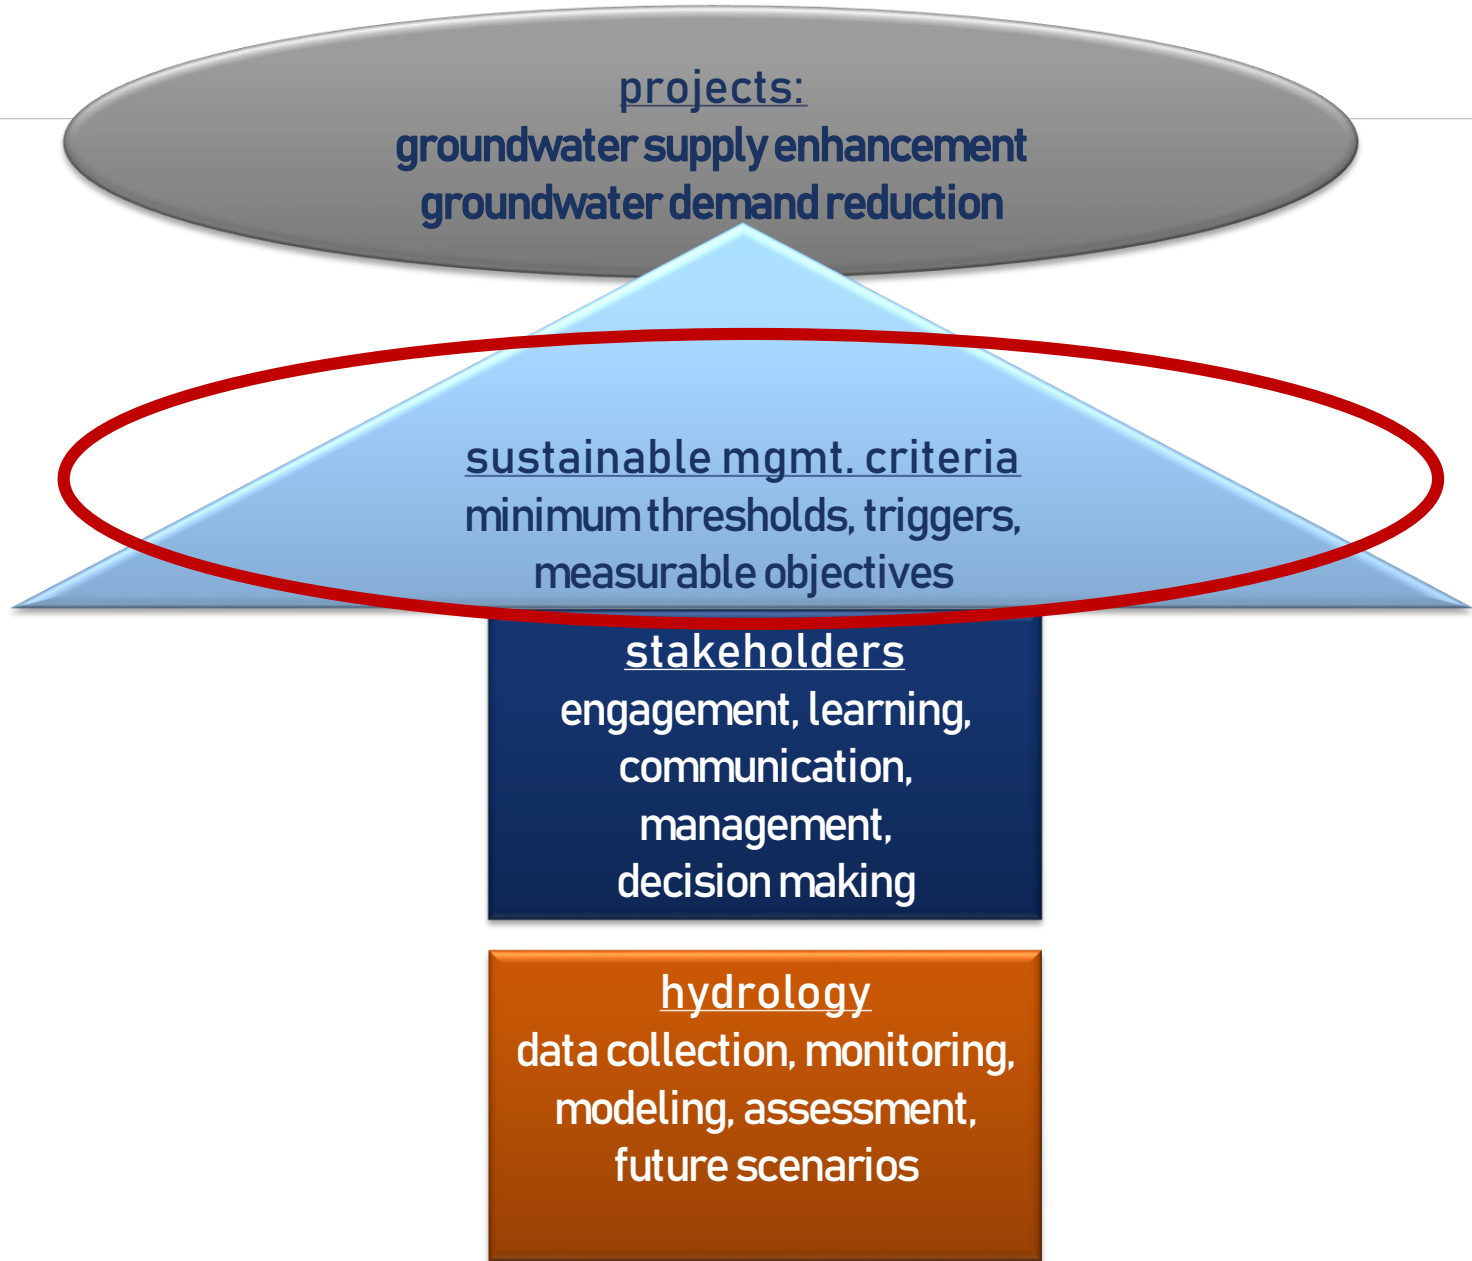 projects:
groundwater supply enhancement
groundwater demand reduction
sustainable mgmt. criteria
minimum thresholds, triggers,
measurable objectives
stakeholders
engagement, learning,
communication,
management,
decision making
hydrology
data collection, monitoring,
modeling, assessment,
future scenarios